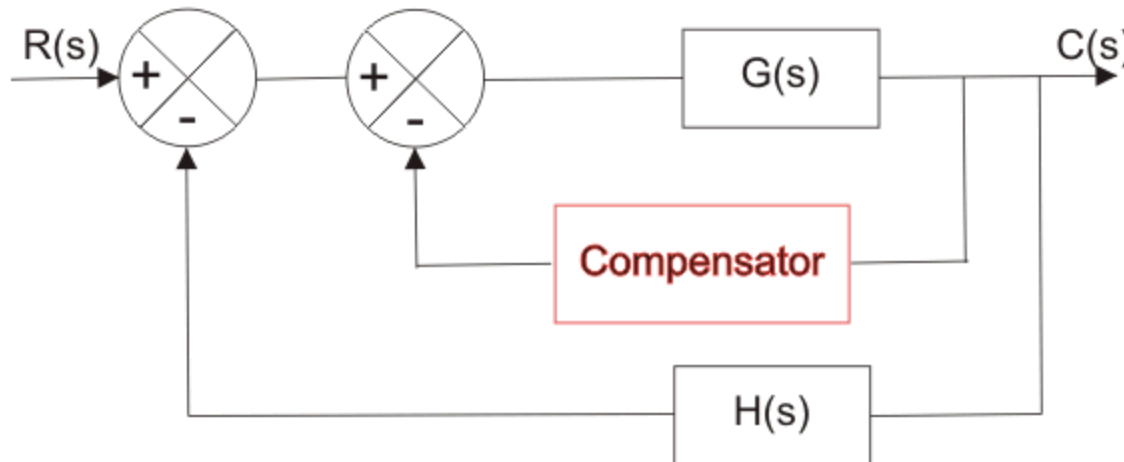 R(s)
C(s)
+
-
+
-
G(s)
Compensator
H(s)